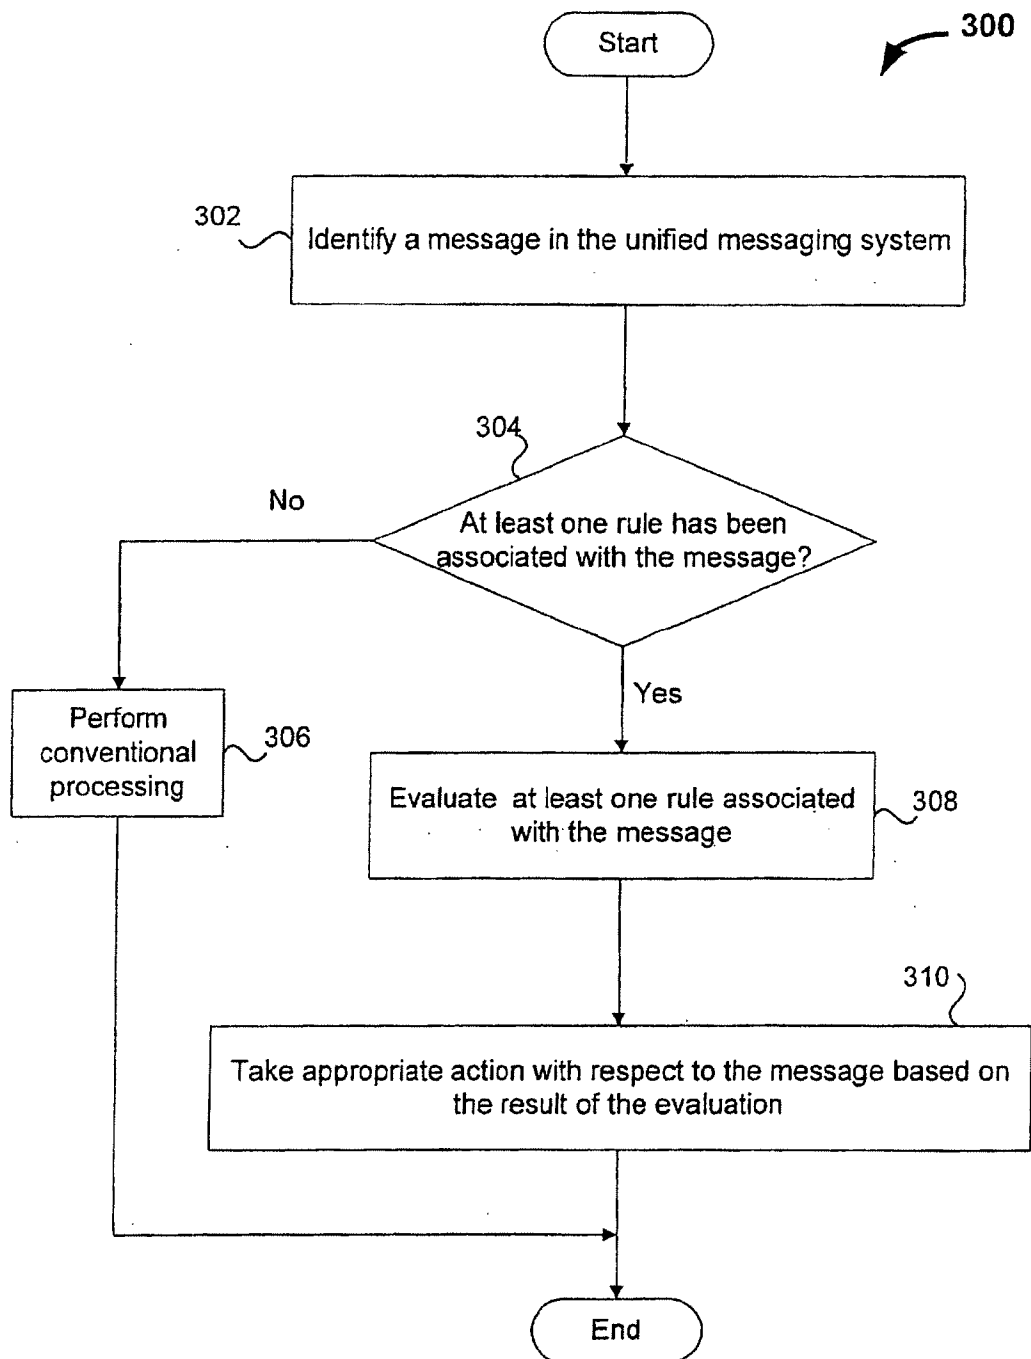 Start
300
302
Identify a message in the unified messaging system
304
No
At least one rule has been
associated with the message?
Yes
Perform
conventional
processing
306
Evaluate at least one rule associated
with the message
308
310
Take appropriate action with respect to the message based on
the result of the evaluation
End